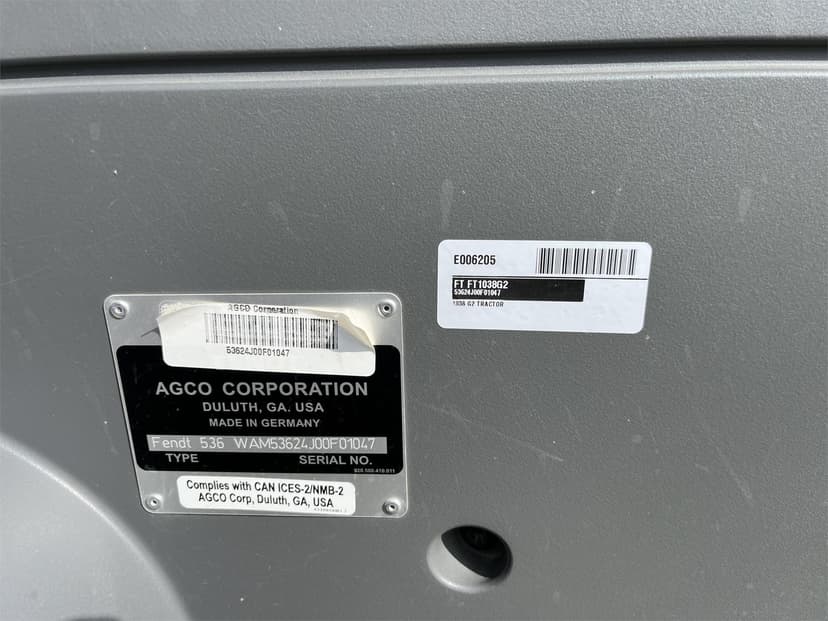 E006205
FT FT1038G2
53624J00F01047
1038 G2 TRACTOR
AGCO Corporation
53624J00F01047
AGCO CORPORATION
DULUTH, GA. USA
MADE IN GERMANY
Fendt 536 WAM53624J00F01047
TYPE SERIAL NO.
Complies with CAN ICES-2/NMB-2
AGCO Corp, Duluth, GA, USA